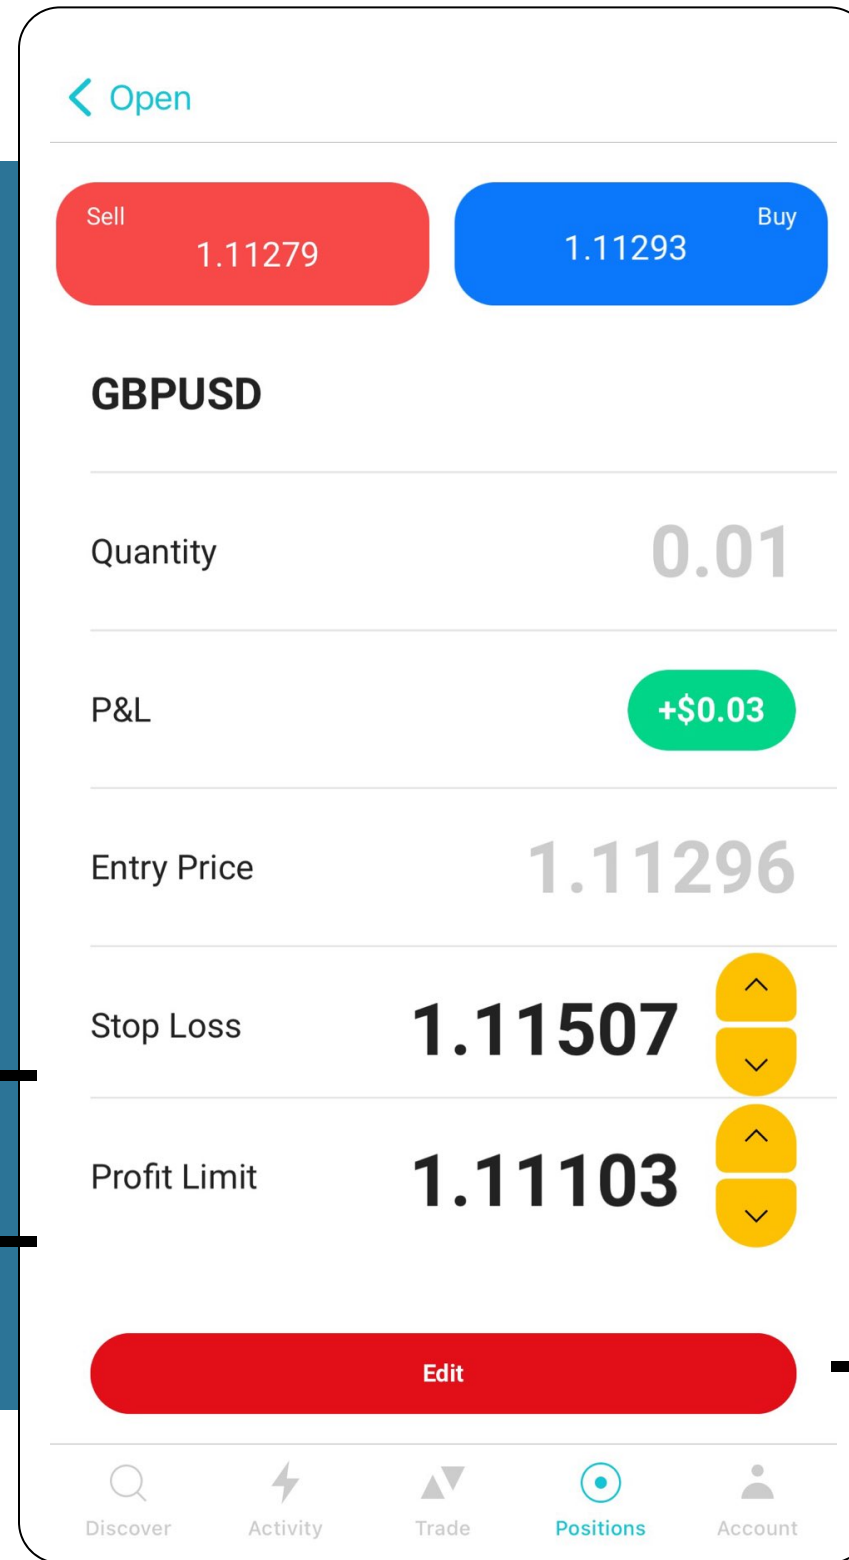 Open
Sell
1.11279
Buy
1.11293
GBPUSD
Quantity 0.01
P&L +$0.03
Entry Price 1.11296
Stop Loss 1.11507
Profit Limit 1.11103
Edit
Discover Activity Trade Positions Account